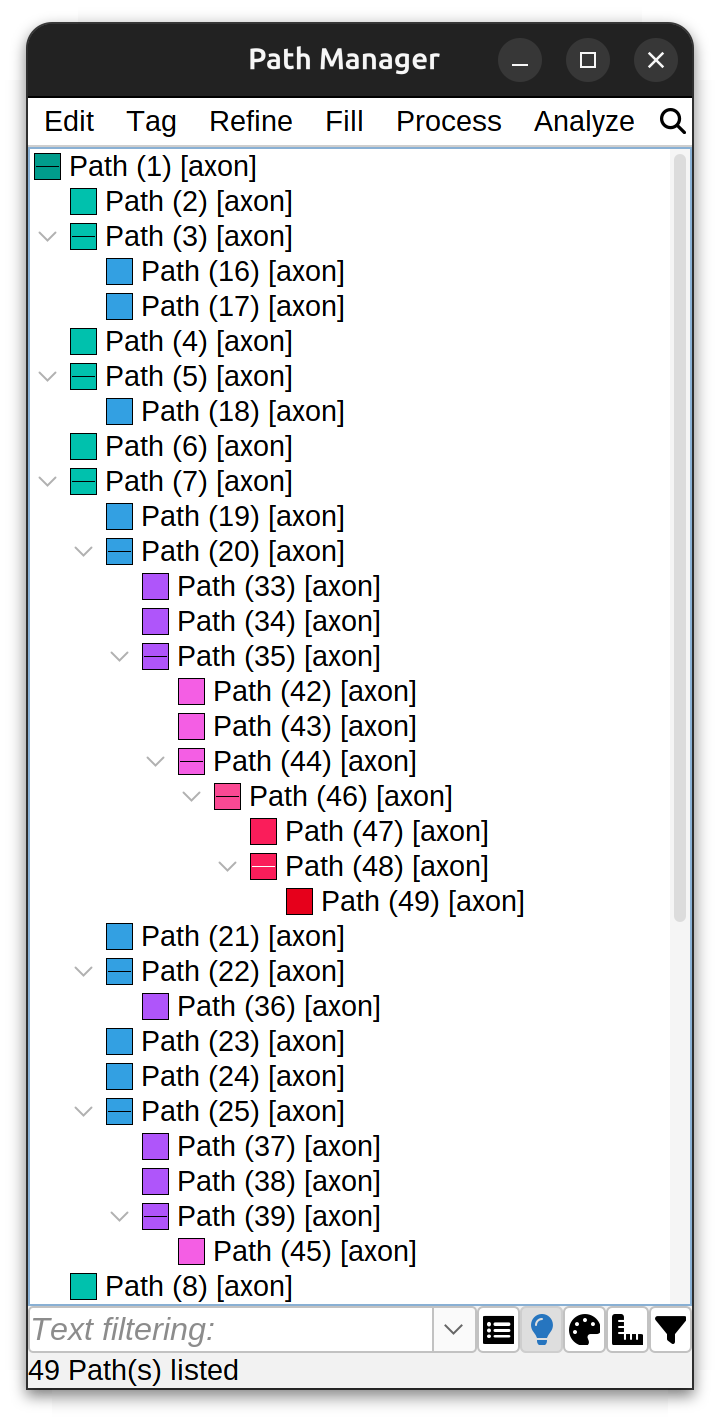 Path Manager
Edit Tag Refine Fill Process Analyze
Path (1) [axon]
Path (2) [axon]
Path (3) [axon]
Path (16) [axon]
Path (17) [axon]
Path (4) [axon]
Path (5) [axon]
Path (18) [axon]
Path (6) [axon]
Path (7) [axon]
Path (19) [axon]
Path (20) [axon]
Path (33) [axon]
Path (34) [axon]
Path (35) [axon]
Path (42) [axon]
Path (43) [axon]
Path (44) [axon]
Path (46) [axon]
Path (47) [axon]
Path (48) [axon]
Path (49) [axon]
Path (21) [axon]
Path (22) [axon]
Path (36) [axon]
Path (23) [axon]
Path (24) [axon]
Path (25) [axon]
Path (37) [axon]
Path (38) [axon]
Path (39) [axon]
Path (45) [axon]
Path (8) [axon]
Text filtering:
49 Path(s) listed